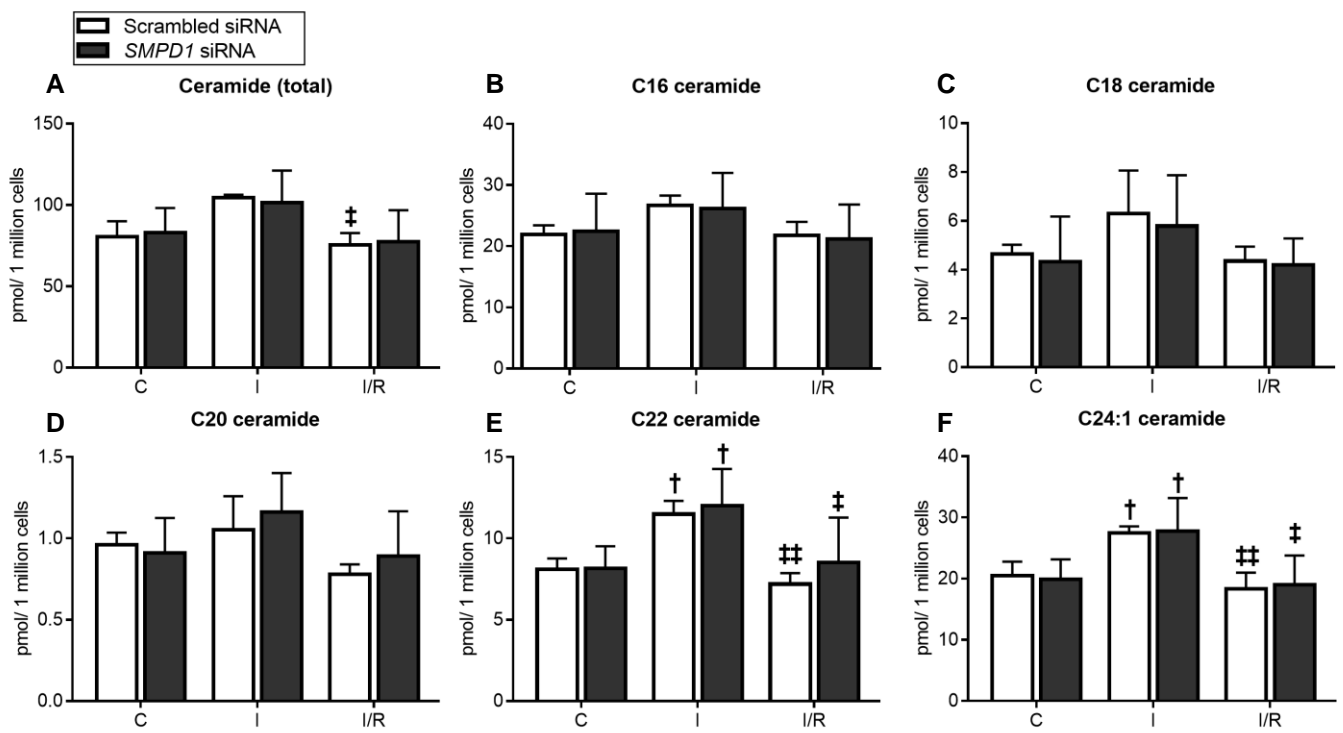 Scrambled siRNA
SMPD1 siRNA
A
Ceramide (total)
150
100
50
0
pmol/ 1 million cells
‡
C
I
I/R
B
C16 ceramide
40
30
20
10
0
pmol/ 1 million cells
C
I
I/R
C
C18 ceramide
10
8
6
4
2
0
pmol/ 1 million cells
C
I
I/R
D
C20 ceramide
1.5
1.0
0.5
0.0
pmol/ 1 million cells
C
I
I/R
E
C22 ceramide
15
10
5
0
pmol/ 1 million cells
†
†
‡‡
‡
C
I
I/R
F
C24:1 ceramide
40
30
20
10
0
pmol/ 1 million cells
†
†
‡‡
‡
C
I
I/R